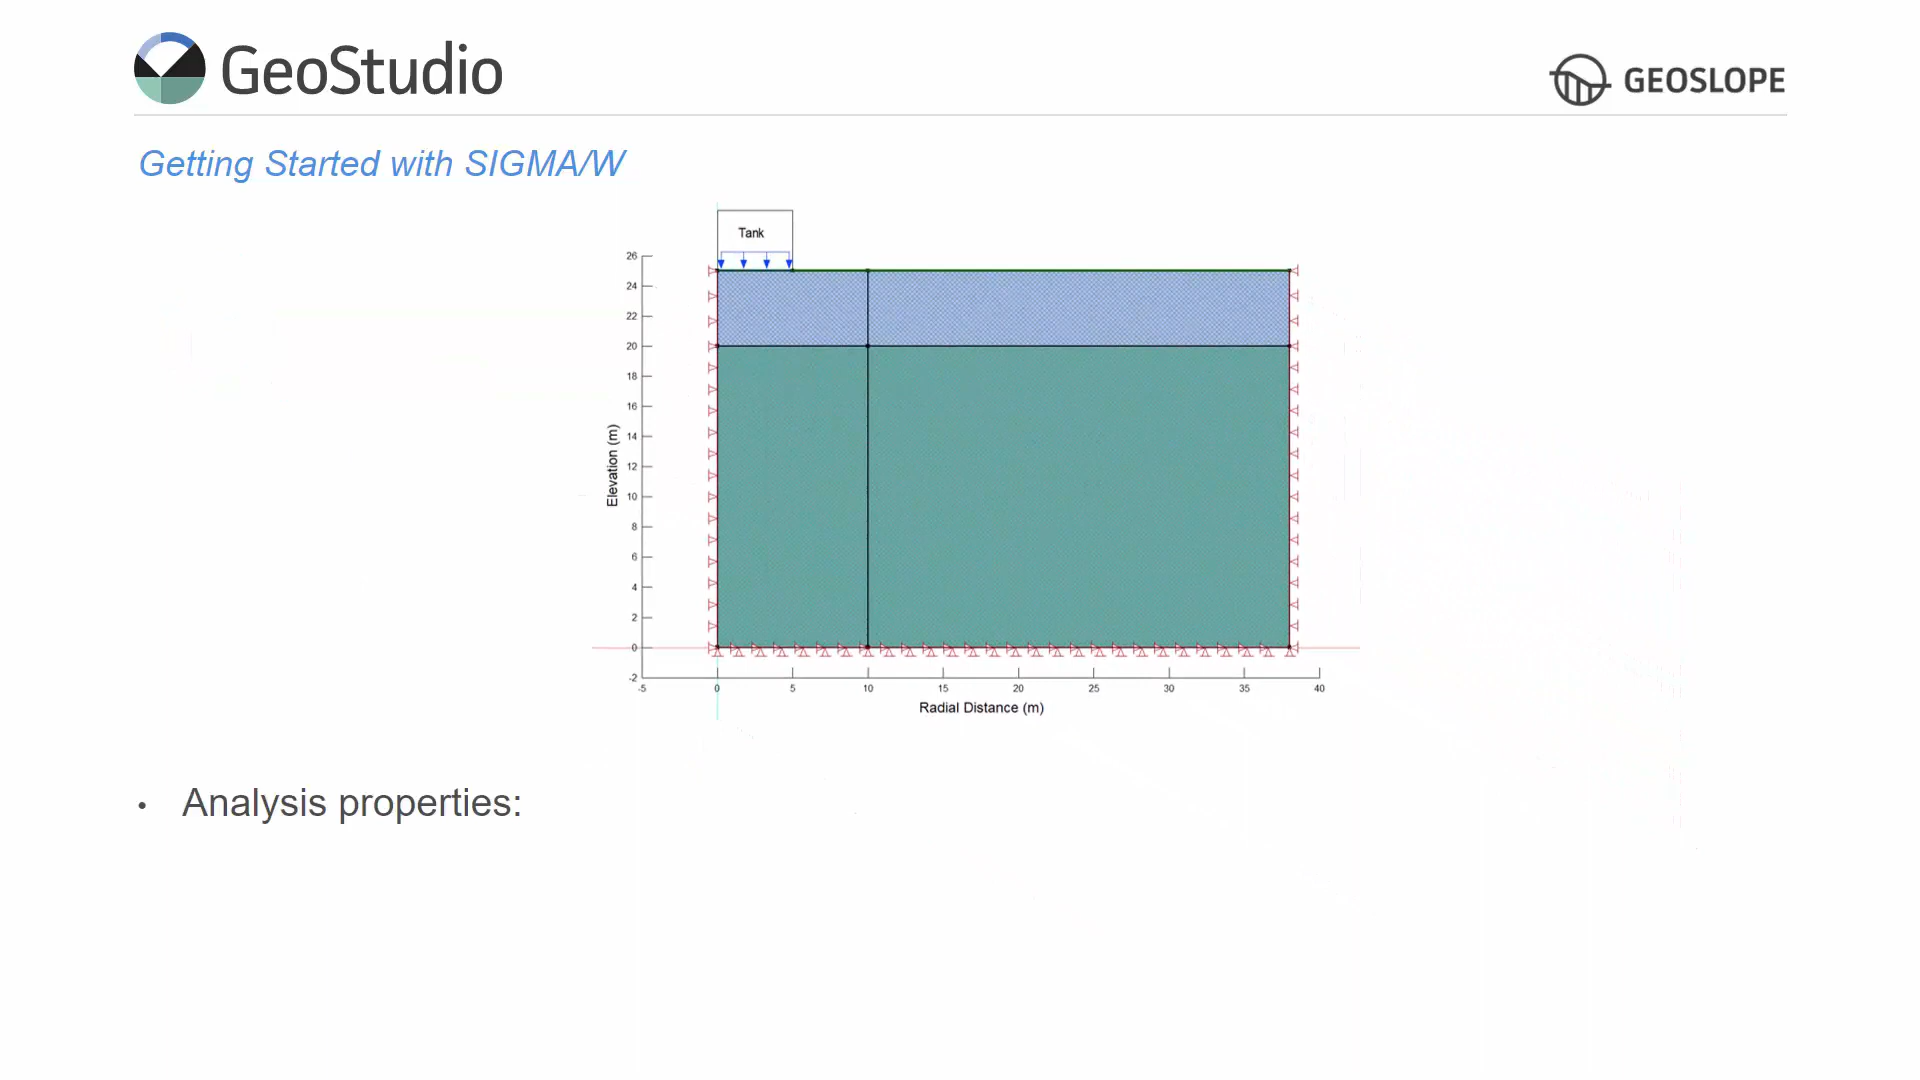 GeoStudio
GEOSLOPE
Getting Started with SIGMA/W
Tank
26
24
22
20
18
16
14
12
10
8
6
4
2
0
-2
Elevation (m)
-5 0 5 10 15 20 25 30 35 40
Radial Distance (m)
• Analysis properties: